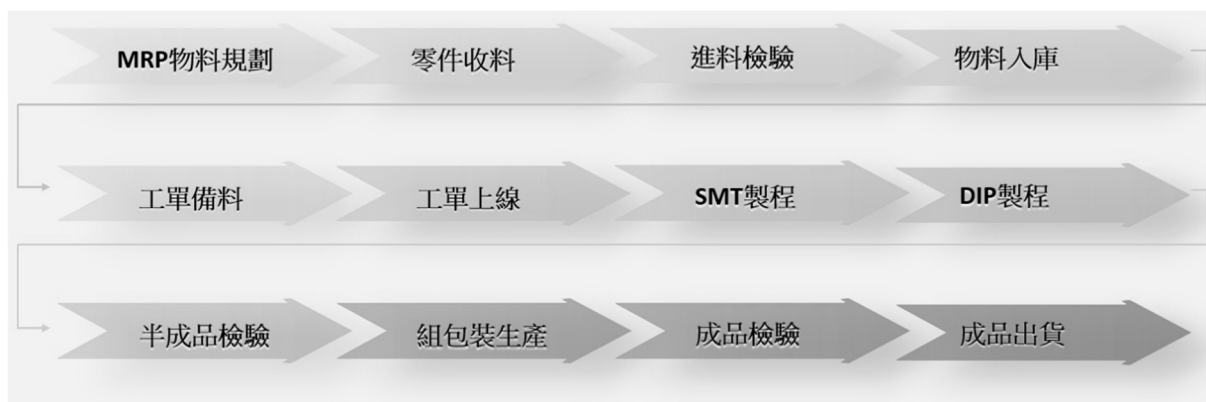 MRP物料規劃 零件收料 進料檢驗 物料入庫
工單備料 工單上線 SMT製程 DIP製程
半成品檢驗 組包裝生產 成品檢驗 成品出貨